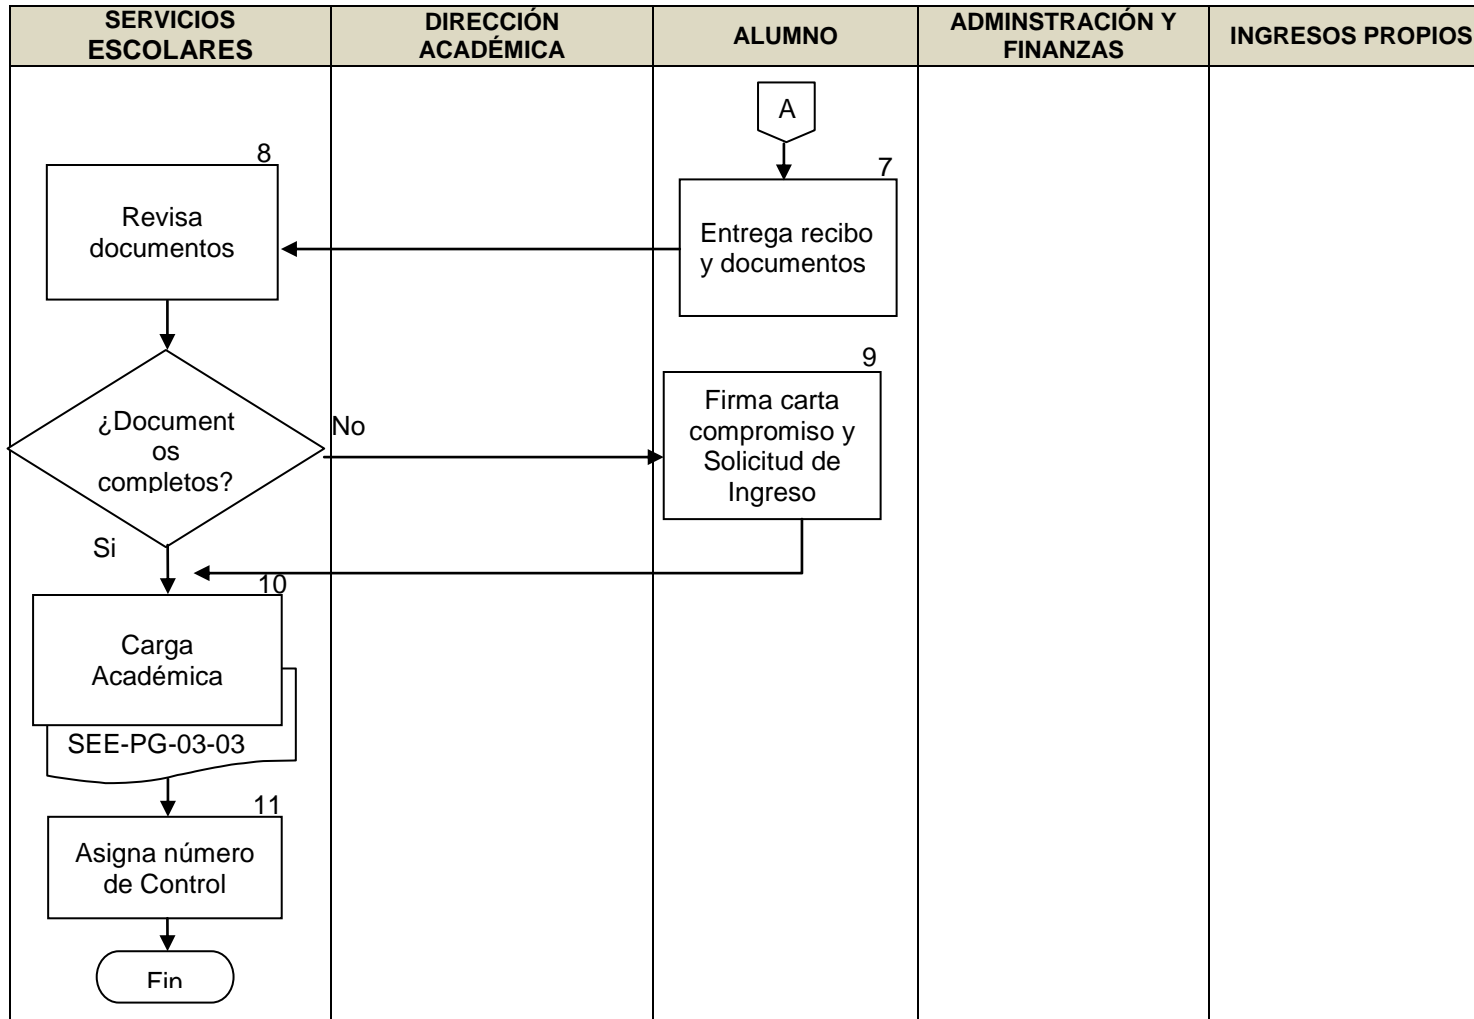 SERVICIOS
ESCOLARES
DIRECCIÓN
ACADÉMICA
ALUMNO
ADMINSTRACIÓN Y
FINANZAS
INGRESOS PROPIOS
A
7
Entrega recibo
y documentos
8
Revisa
documentos
¿Document
os
completos?
No
Si
9
Firma carta
compromiso y
Solicitud de
Ingreso
10
Carga
Académica
SEE-PG-03-03
11
Asigna número
de Control
Fin